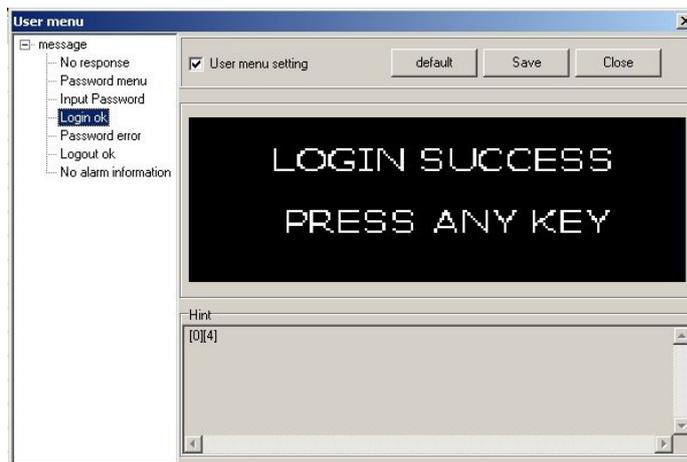 User menu
message
No response
Password menu
Input Password
Login ok
Password error
Logout ok
No alarm information
User menu setting
default
Save
Close
LOGIN SUCCESS
PRESS ANY KEY
Hint
[0][4]